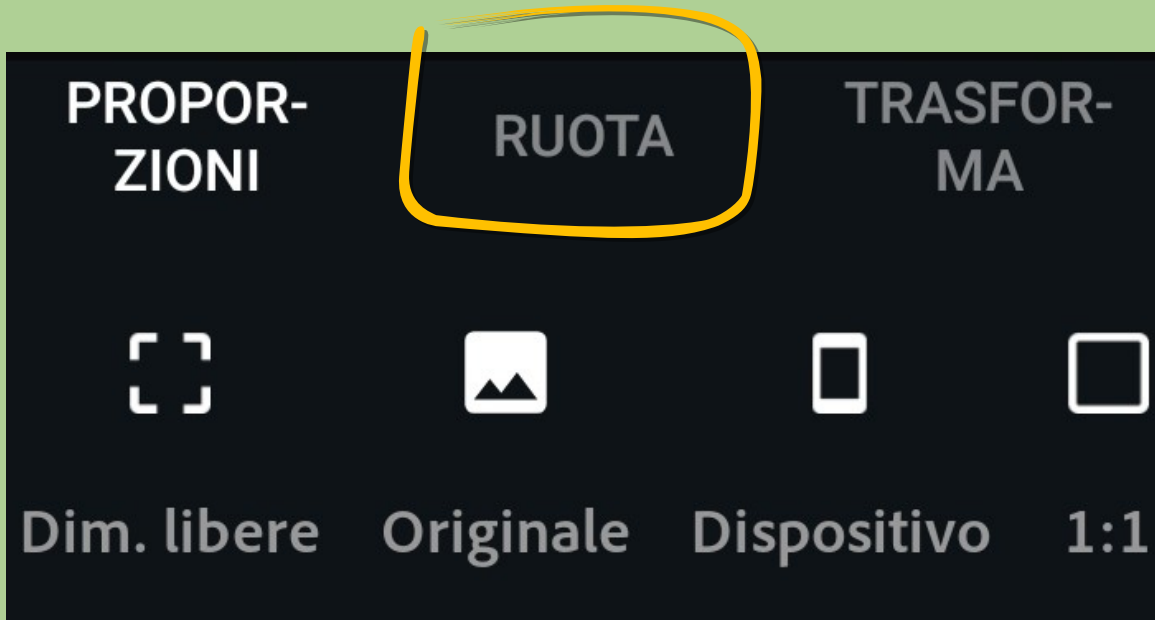 PROPOR-
ZIONI
RUOTA
TRASFOR-
MA
Dim. libere
Originale
Dispositivo
1:1